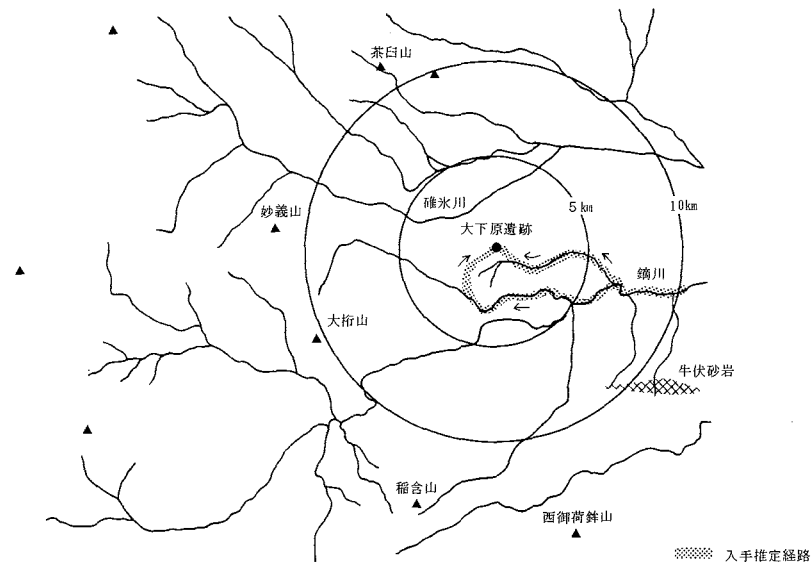 茶臼山
碓氷川
5㎞
10㎞
妙義山
大下原遺跡
鏑川
大桁山
牛伏砂岩
稲含山
西御荷鉾山
入手推定経路